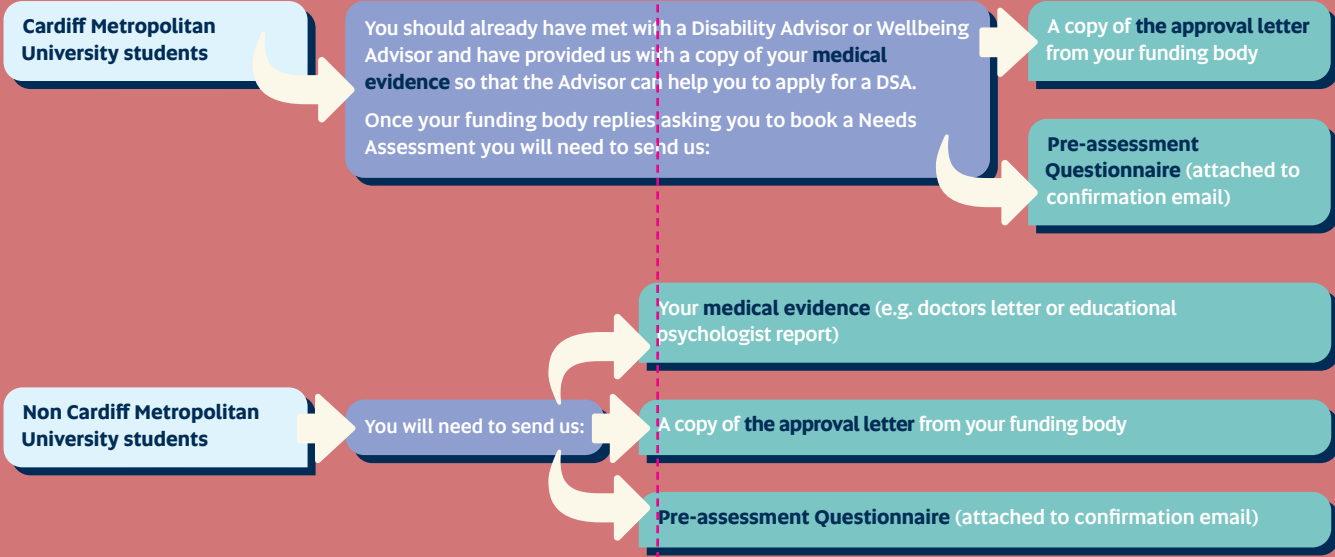 Cardiff Metropolitan
University students
You should already have met with a Disability Advisor or Wellbeing
Advisor and have provided us with a copy of your medical
evidence so that the Advisor can help you to apply for a DSA.
Once your funding body replies asking you to book a Needs
Assessment you will need to send us:
A copy of the approval letter
from your funding body
Pre-assessment
Questionnaire (attached to
confirmation email)
Non Cardiff Metropolitan
University students
You will need to send us:
Your medical evidence (e.g. doctors letter or educational
psychologist report)
A copy of the approval letter from your funding body
Pre-assessment Questionnaire (attached to confirmation email)